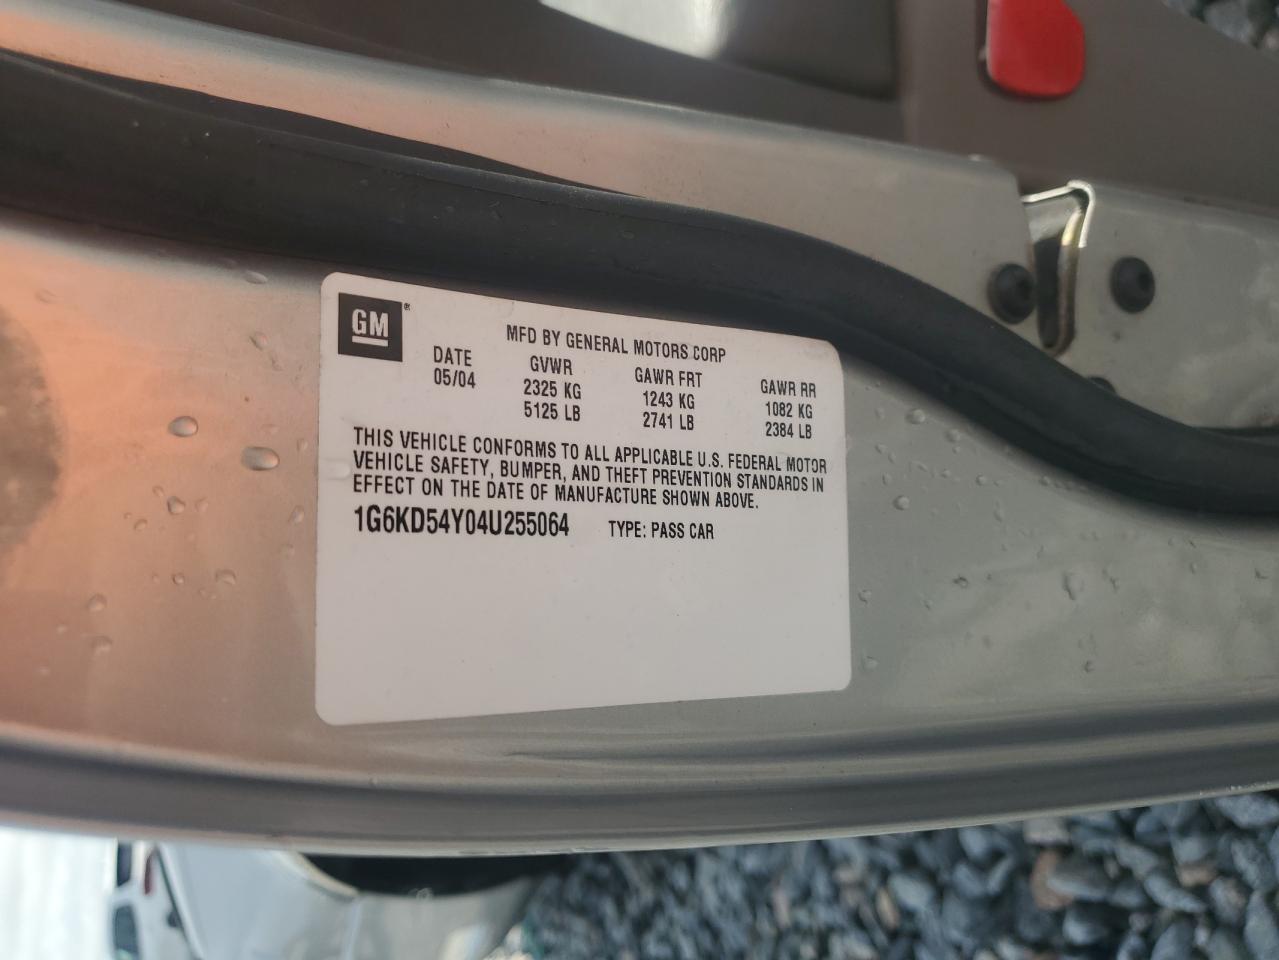 GM ®
MFD BY GENERAL MOTORS CORP
DATE GVWR GAWR FRT GAWR RR
05/04 2325 KG 1243 KG 1082 KG
5125 LB 2741 LB 2384 LB
THIS VEHICLE CONFORMS TO ALL APPLICABLE U.S. FEDERAL MOTOR
VEHICLE SAFETY, BUMPER, AND THEFT PREVENTION STANDARDS IN
EFFECT ON THE DATE OF MANUFACTURE SHOWN ABOVE.
1G6KD54Y04U255064 TYPE: PASS CAR